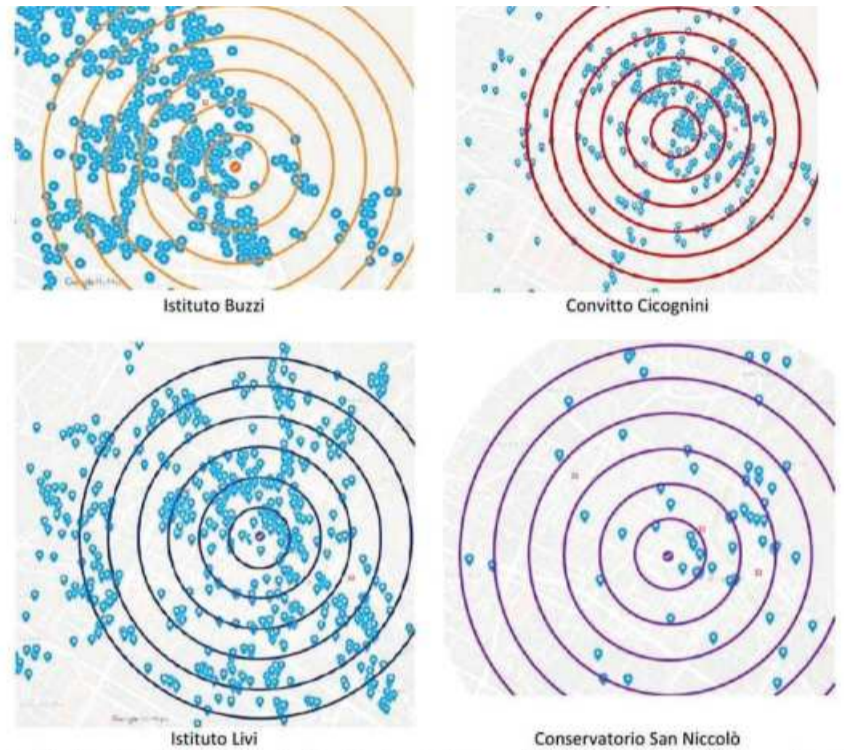 Istituto Buzzi
Convitto Cicognini
Istituto Livi
Conservatorio San Niccolò